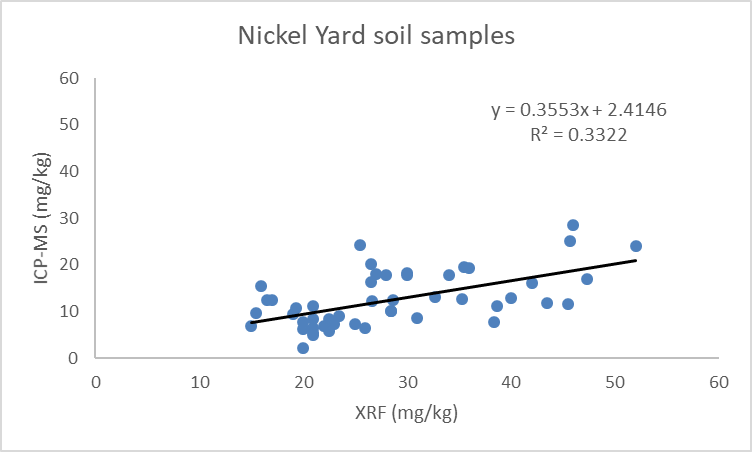 Nickel Yard soil samples
60
y = 0.3553x + 2.4146
R² = 0.3322
50
40
30
20
10
0
ICP-MS (mg/kg)
0 10 20 30 40 50 60
XRF (mg/kg)